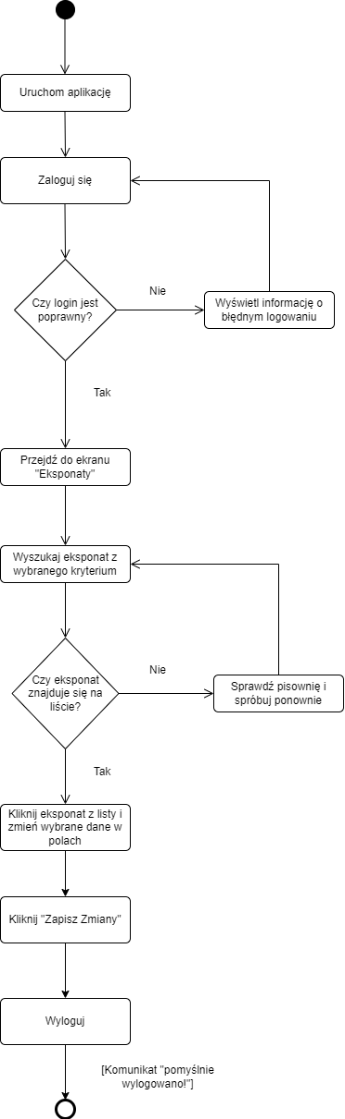 Uruchom aplikację
Zaloguj się
Czy login jest
poprawny?
Nie
Wyświetl informację o
błędnym logowaniu
Tak
Przejdź do ekranu
"Eksponaty"
Wyszukaj eksponat z
wybranego kryterium
Czy eksponat
znajduje się na
liście?
Nie
Sprawdź pisownię i
spróbuj ponownie
Tak
Kliknij eksponat z listy i
zmień wybrane dane w
polach
Kliknij "Zapisz Zmiany"
Wyloguj
[Komunikat "pomyślnie
wylogowano!"]